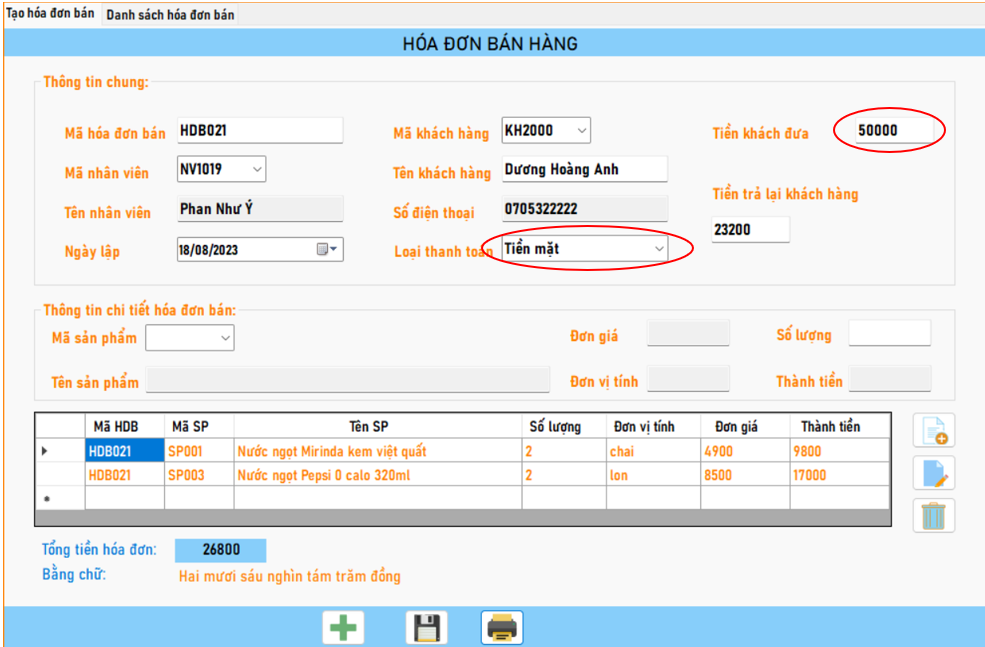 Tạo hóa đơn bán Danh sách hóa đơn bán
HÓA ĐƠN BÁN HÀNG
Thông tin chung:
Mã hóa đơn bán HDB021 Mã khách hàng KH2000 Tiền khách đưa 50000
Mã nhân viên NV1019 Tên khách hàng Dương Hoàng Anh
Tiền trả lại khách hàng
Tên nhân viên Phan Như Ý Số điện thoại 0705322222
23200
Ngày lập 18/08/2023 Loại thanh toán Tiền mặt
Thông tin chi tiết hóa đơn bán:
Mã sản phẩm Đơn giá Số lượng
Tên sản phẩm Đơn vị tính Thành tiền
Mã HDB Mã SP Tên SP Số lượng Đơn vị tính Đơn giá Thành tiền
HDB021 SP001 Nước ngọt Mirinda kem việt quất 2 chai 4900 9800
HDB021 SP003 Nước ngọt Pepsi 0 calo 320ml 2 lon 8500 17000
Tổng tiền hóa đơn: 26800
Bằng chữ: Hai mươi sáu nghìn tám trăm đồng